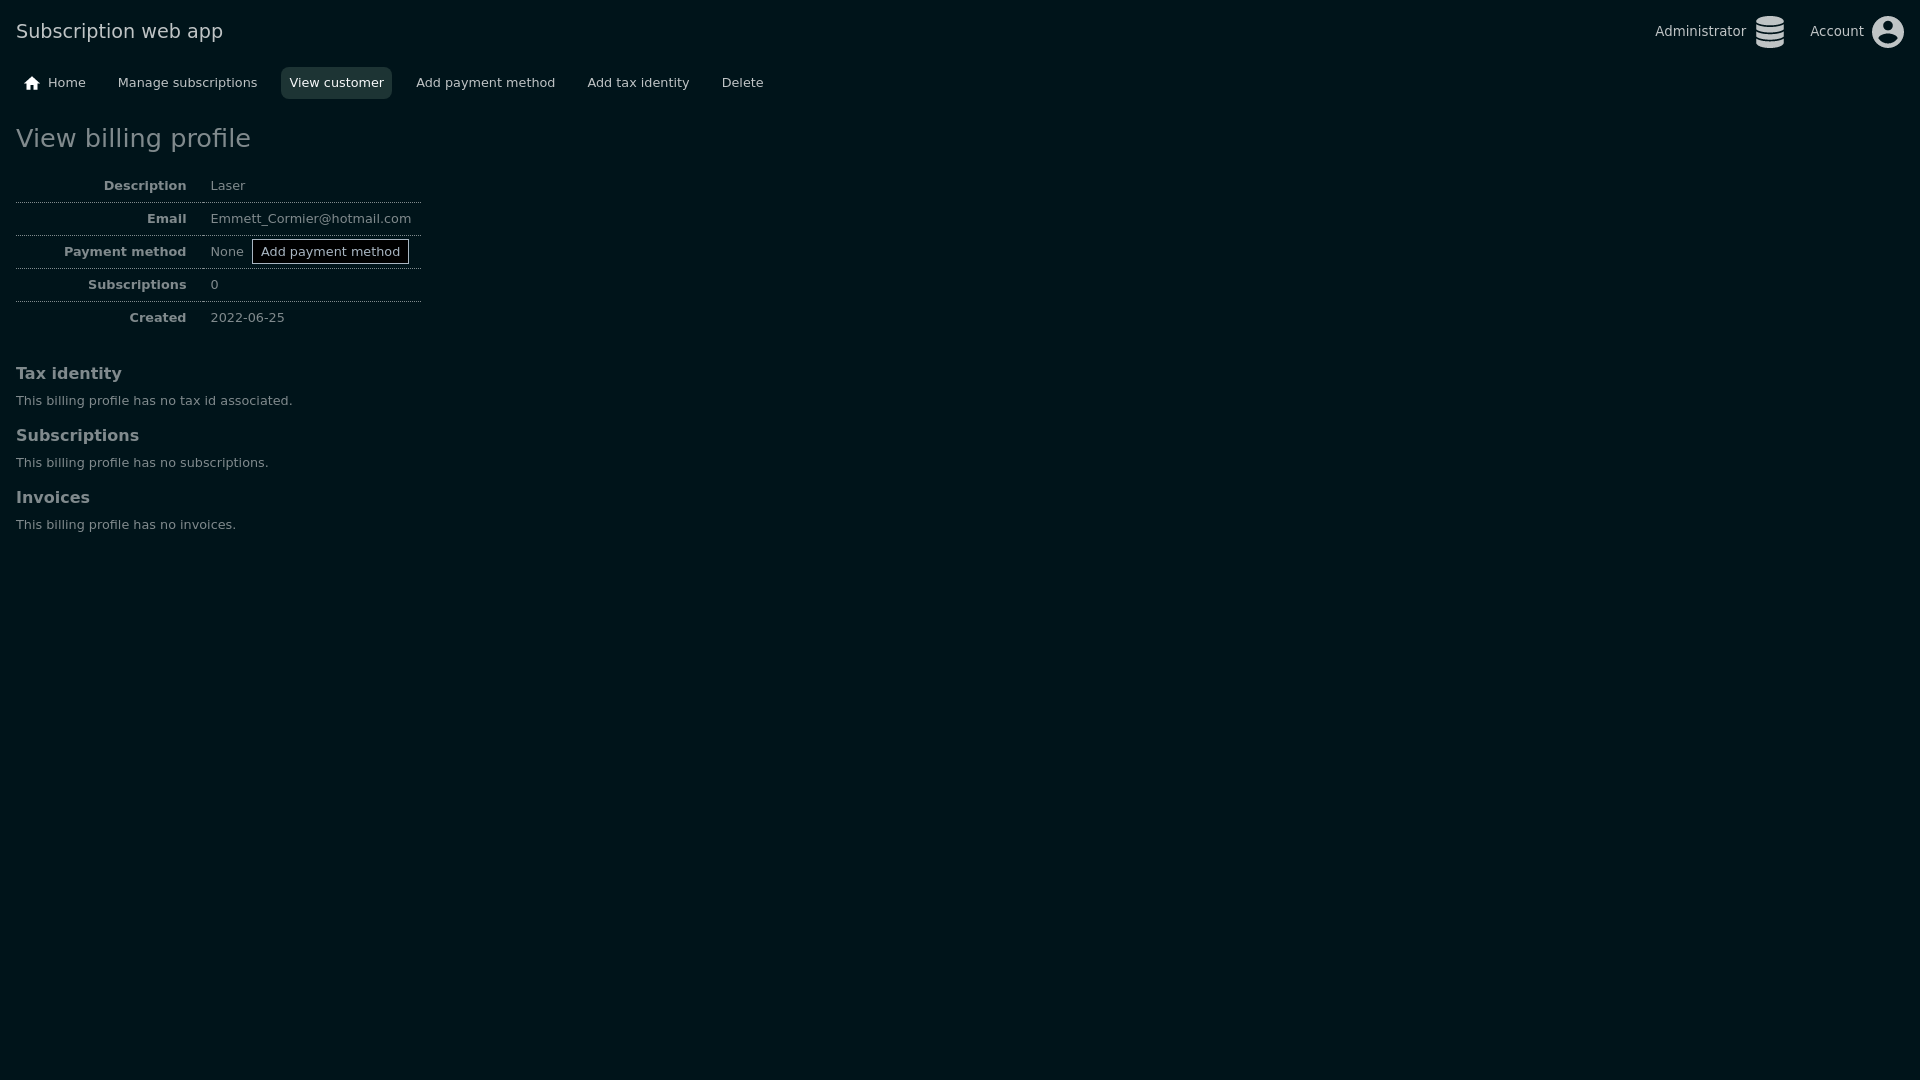 Subscription web app
Administrator
Account
Home
Manage subscriptions
View customer
Add payment method
Add tax identity
Delete
View billing profile
Description Laser
Email Emmett_Cormier@hotmail.com
Payment method None Add payment method
Subscriptions 0
Created 2022-06-25
Tax identity
This billing profile has no tax id associated.
Subscriptions
This billing profile has no subscriptions.
Invoices
This billing profile has no invoices.